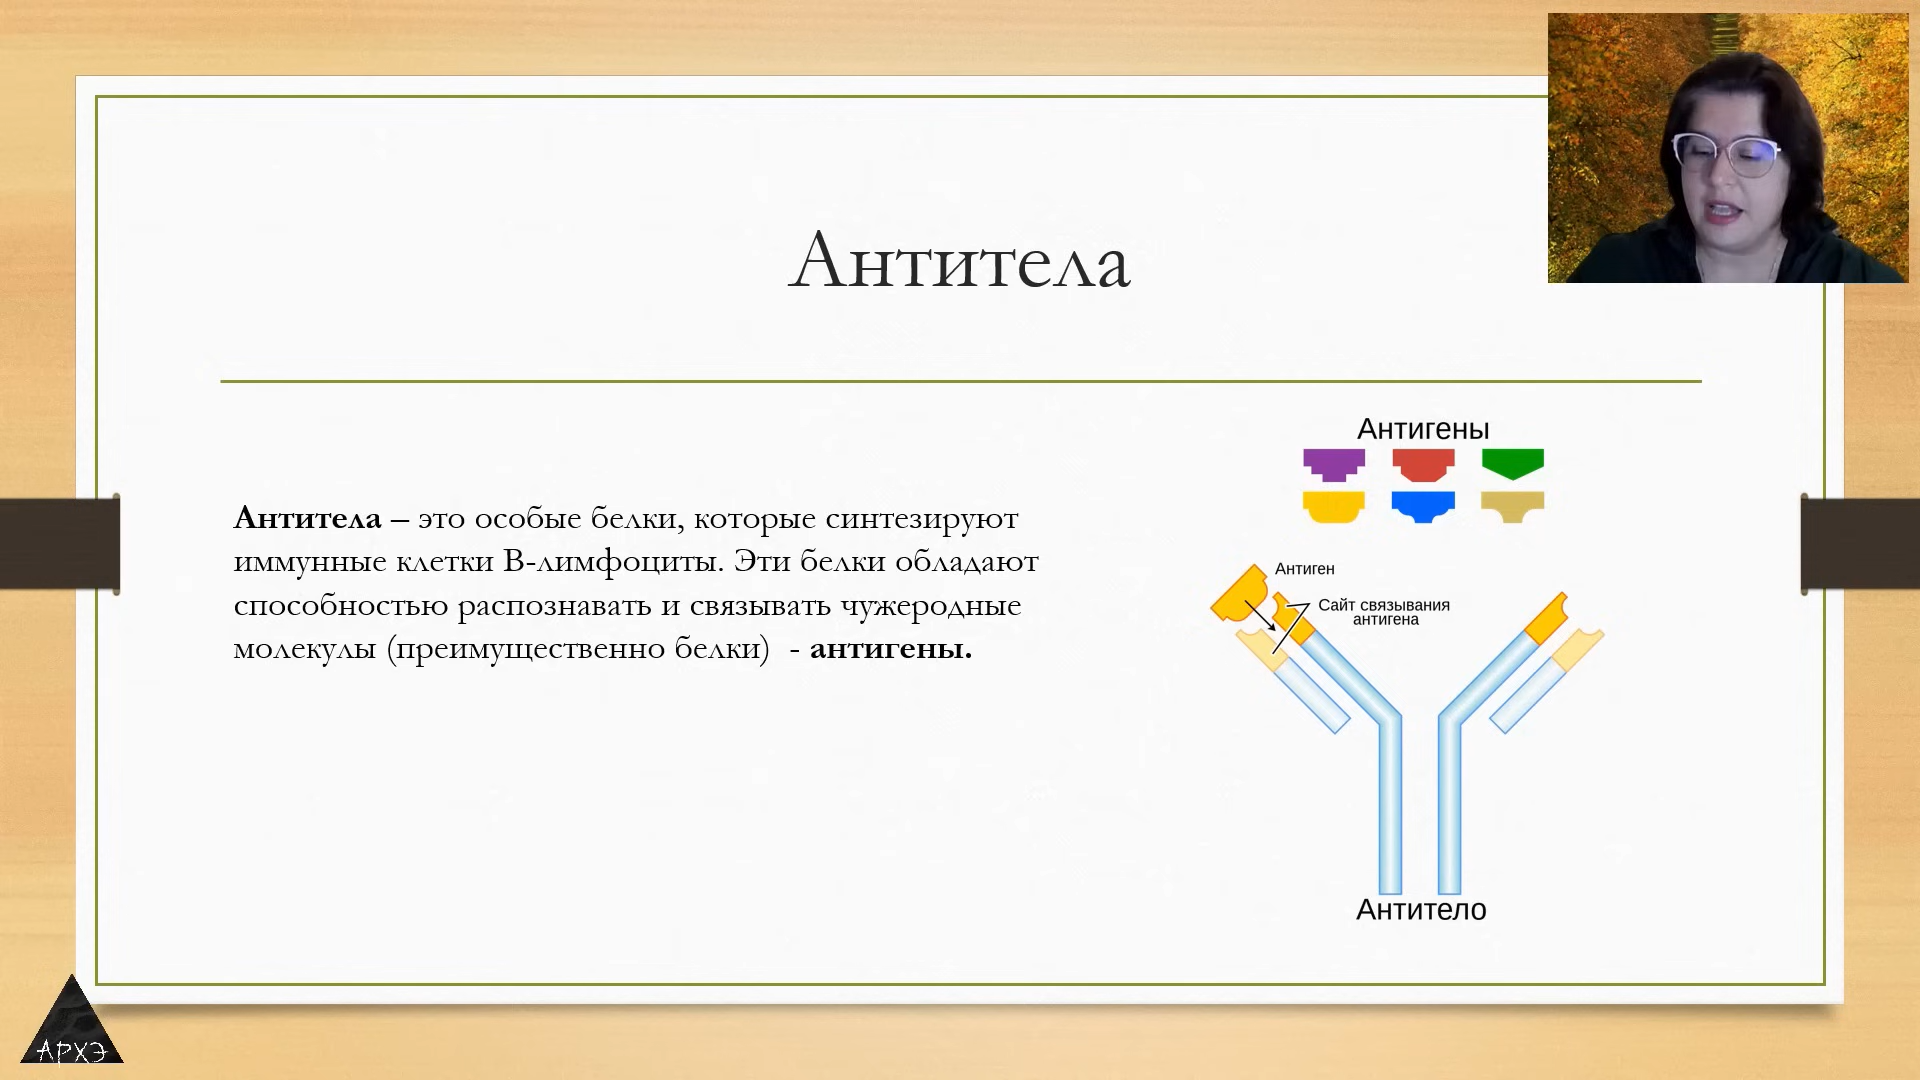 Антитела
Антитела – это особые белки, которые синтезируют
иммунные клетки В-лимфоциты. Эти белки обладают
способностью распознавать и связывать чужеродные
молекулы (преимущественно белки)  - антигены.
Антигены
Антиген
Сайт связывания
антигена
Антитело
АРХЭ